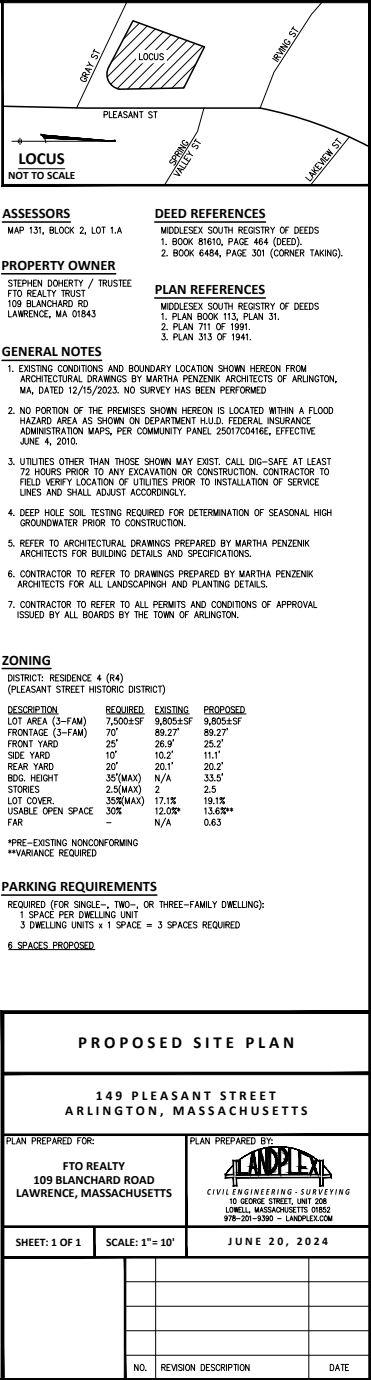 GRAY ST
LOCUS
IRVING ST
PLEASANT ST
SPRING
VALLEY ST
LAKEVIEW ST
LOCUS
NOT TO SCALE
ASSESSORS
MAP 131, BLOCK 2, LOT 1.A
DEED REFERENCES
MIDDLESEX SOUTH REGISTRY OF DEEDS
1. BOOK 81610, PAGE 464 (DEED).
2. BOOK 6484, PAGE 301 (CORNER TAKING).
PROPERTY OWNER
STEPHEN DOHERTY / TRUSTEE
FTO REALTY TRUST
109 BLANCHARD RD
LAWRENCE, MA 01843
PLAN REFERENCES
MIDDLESEX SOUTH REGISTRY OF DEEDS
1. PLAN BOOK 113, PLAN 31.
2. PLAN 711 OF 1991.
3. PLAN 313 OF 1941.
GENERAL NOTES
1. EXISTING CONDITIONS AND BOUNDARY LOCATION SHOWN HEREON FROM
ARCHITECTURAL DRAWINGS BY MARTHA PENZENIK ARCHITECTS OF ARLINGTON,
MA, DATED 12/15/2023. NO SURVEY HAS BEEN PERFORMED
2. NO PORTION OF THE PREMISES SHOWN HEREON IS LOCATED WITHIN A FLOOD
HAZARD AREA AS SHOWN ON DEPARTMENT H.U.D. FEDERAL INSURANCE
ADMINISTRATION MAPS, PER COMMUNITY PANEL 25017C0416E, EFFECTIVE
JUNE 4, 2010.
3. UTILITIES OTHER THAN THOSE SHOWN MAY EXIST. CALL DIG-SAFE AT LEAST
72 HOURS PRIOR TO ANY EXCAVATION OR CONSTRUCTION. CONTRACTOR TO
FIELD VERIFY LOCATION OF UTILITIES PRIOR TO INSTALLATION OF SERVICE
LINES AND SHALL ADJUST ACCORDINGLY.
4. DEEP HOLE SOIL TESTING REQUIRED FOR DETERMINATION OF SEASONAL HIGH
GROUNDWATER PRIOR TO CONSTRUCTION.
5. REFER TO ARCHITECTURAL DRAWINGS PREPARED BY MARTHA PENZENIK
ARCHITECTS FOR BUILDING DETAILS AND SPECIFICATIONS.
6. CONTRACTOR TO REFER TO DRAWINGS PREPARED BY MARTHA PENZENIK
ARCHITECTS FOR ALL LANDSCAPINGH AND PLANTING DETAILS.
7. CONTRACTOR TO REFER TO ALL PERMITS AND CONDITIONS OF APPROVAL
ISSUED BY ALL BOARDS BY THE TOWN OF ARLINGTON.
ZONING
DISTRICT: RESIDENCE 4 (R4)
(PLEASANT STREET HISTORIC DISTRICT)
DESCRIPTION REQUIRED EXISTING PROPOSED
LOT AREA (3-FAM) 7,500±SF 9,805±SF 9,805±SF
FRONTAGE (3-FAM) 70' 89.27' 89.27'
FRONT YARD 25' 26.9' 25.2'
SIDE YARD 10' 10.2' 11.1'
REAR YARD 20' 20.1' 20.2'
BDG. HEIGHT 35'(MAX) N/A 33.5'
STORIES 2.5(MAX) 2 2.5
LOT COVER. 35%(MAX) 17.1% 19.1%
USABLE OPEN SPACE 30% 12.0%* 13.6%**
FAR - N/A 0.63
*PRE-EXISTING NONCONFORMING
**VARIANCE REQUIRED
PARKING REQUIREMENTS
REQUIRED (FOR SINGLE-, TWO-, OR THREE-FAMILY DWELLING):
1 SPACE PER DWELLING UNIT
3 DWELLING UNITS x 1 SPACE = 3 SPACES REQUIRED
6 SPACES PROPOSED
PROPOSED SITE PLAN
149 PLEASANT STREET
ARLINGTON, MASSACHUSETTS
PLAN PREPARED FOR:
FTO REALTY
109 BLANCHARD ROAD
LAWRENCE, MASSACHUSETTS
PLAN PREPARED BY:
LANDPLEX
CIVIL ENGINEERING - SURVEYING
10 GEORGE STREET, UNIT 208
LOWELL, MASSACHUSETTS 01852
978-201-9390 - LANDPLEX.COM
SHEET: 1 OF 1 SCALE: 1"= 10' JUNE 20, 2024
NO. REVISION DESCRIPTION DATE